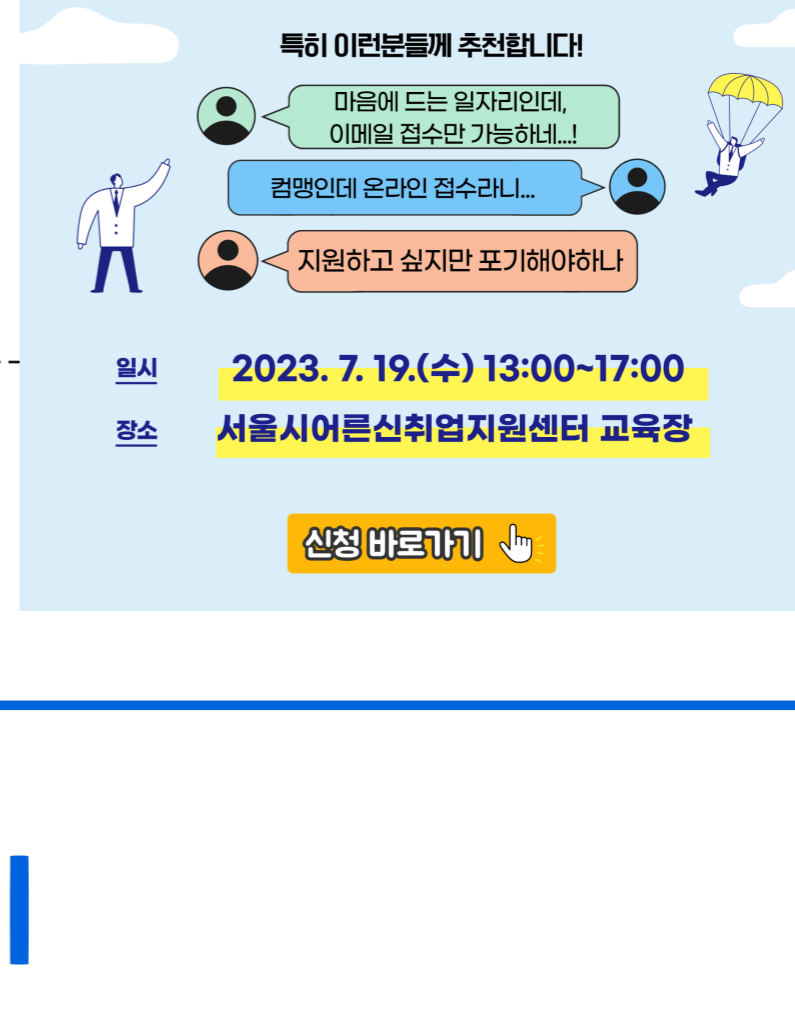 특히 이런분들께 추천합니다!
마음에 드는 일자리인데,
이메일 접수만 가능하네...!
컴맹인데 온라인 접수라니...
지원하고 싶지만 포기해야하나
일시 2023. 7. 19.(수) 13:00~17:00
장소 서울시어르신취업지원센터 교육장
신청 바로가기